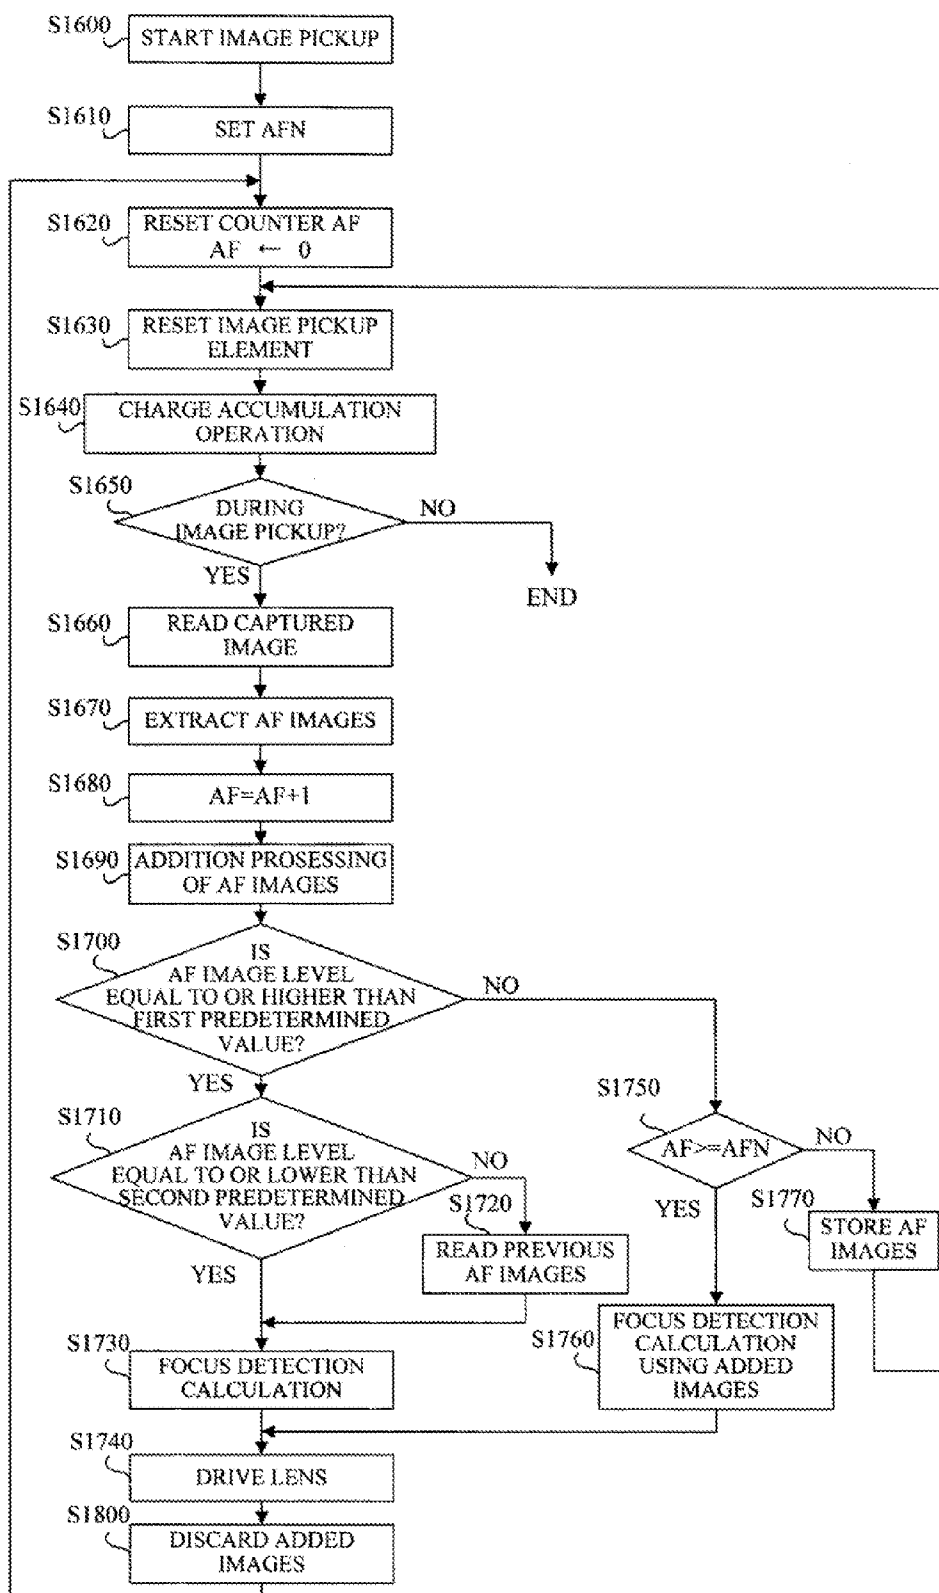 S1600
START IMAGE PICKUP
S1610
SET AFN
S1620
RESET COUNTER AF
AF ← 0
S1630
RESET IMAGE PICKUP
ELEMENT
S1640
CHARGE ACCUMULATION
OPERATION
S1650
DURING
IMAGE PICKUP?
NO
YES
END
S1660
READ CAPTURED
IMAGE
S1670
EXTRACT AF IMAGES
S1680
AF=AF+1
S1690
ADDITION PROSESSING
OF AF IMAGES
S1700
IS
AF IMAGE LEVEL
EQUAL TO OR HIGHER THAN
FIRST PREDETERMINED
VALUE?
NO
YES
S1710
IS
AF IMAGE LEVEL
EQUAL TO OR LOWER THAN
SECOND PREDETERMINED
VALUE?
NO
YES
S1720
READ PREVIOUS
AF IMAGES
S1750
AF>=AFN
NO
YES
S1770
STORE AF
IMAGES
S1730
FOCUS DETECTION
CALCULATION
S1760
FOCUS DETECTION
CALCULATION
USING ADDED
IMAGES
S1740
DRIVE LENS
S1800
DISCARD ADDED
IMAGES